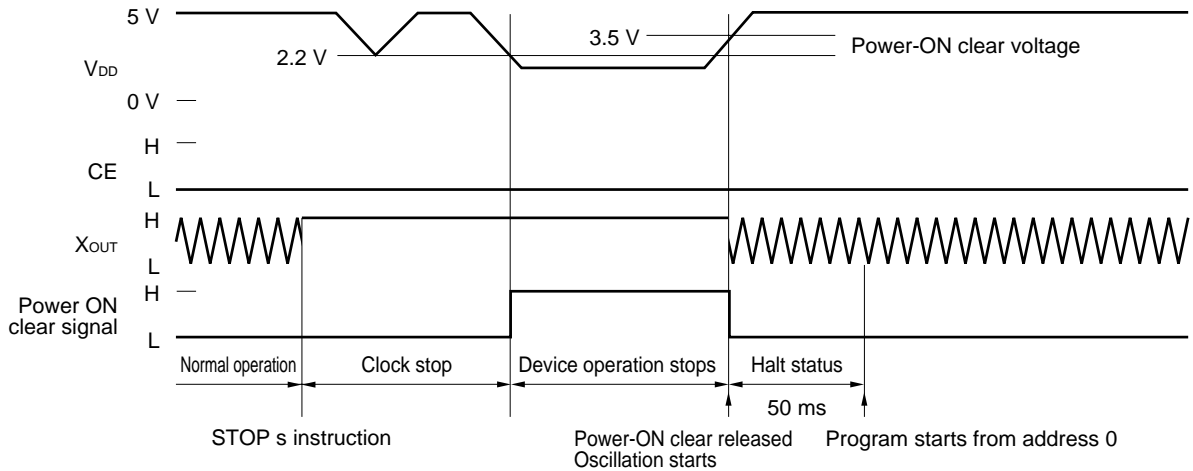 5 V
3.5 V
Power-ON clear voltage
2.2 V
VDD
0 V
H
CE
L
H
XOUT
L
H
Power ON
clear signal
L
Normal operation
Clock stop
Device operation stops
Halt status
50 ms
STOP s instruction
Power-ON clear released
Oscillation starts
Program starts from address 0